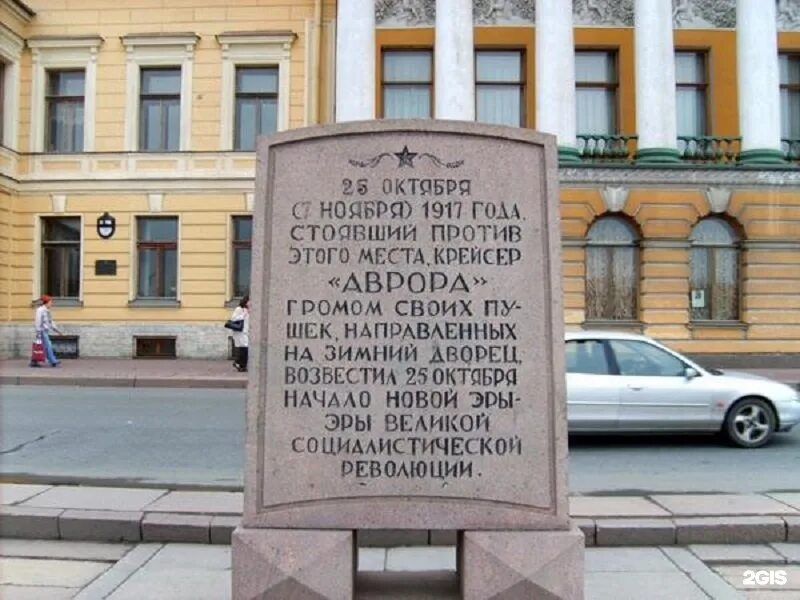 25 ОКТЯБРЯ
(7 НОЯБРЯ) 1917 ГОДА,
СТОЯВШИЙ ПРОТИВ
ЭТОГО МЕСТА, КРЕЙСЕР
«АВРОРА»
ГРОМОМ СВОИХ ПУ-
ШЕК, НАПРАВЛЕННЫХ
НА ЗИМНИЙ ДВОРЕЦ,
ВОЗВЕСТИЛ 25 ОКТЯБРЯ
НАЧАЛО НОВОЙ ЭРЫ-
ЭРЫ ВЕЛИКОЙ
СОЦИАЛИСТИЧЕСКОЙ
РЕВОЛЮЦИИ.
2GIS